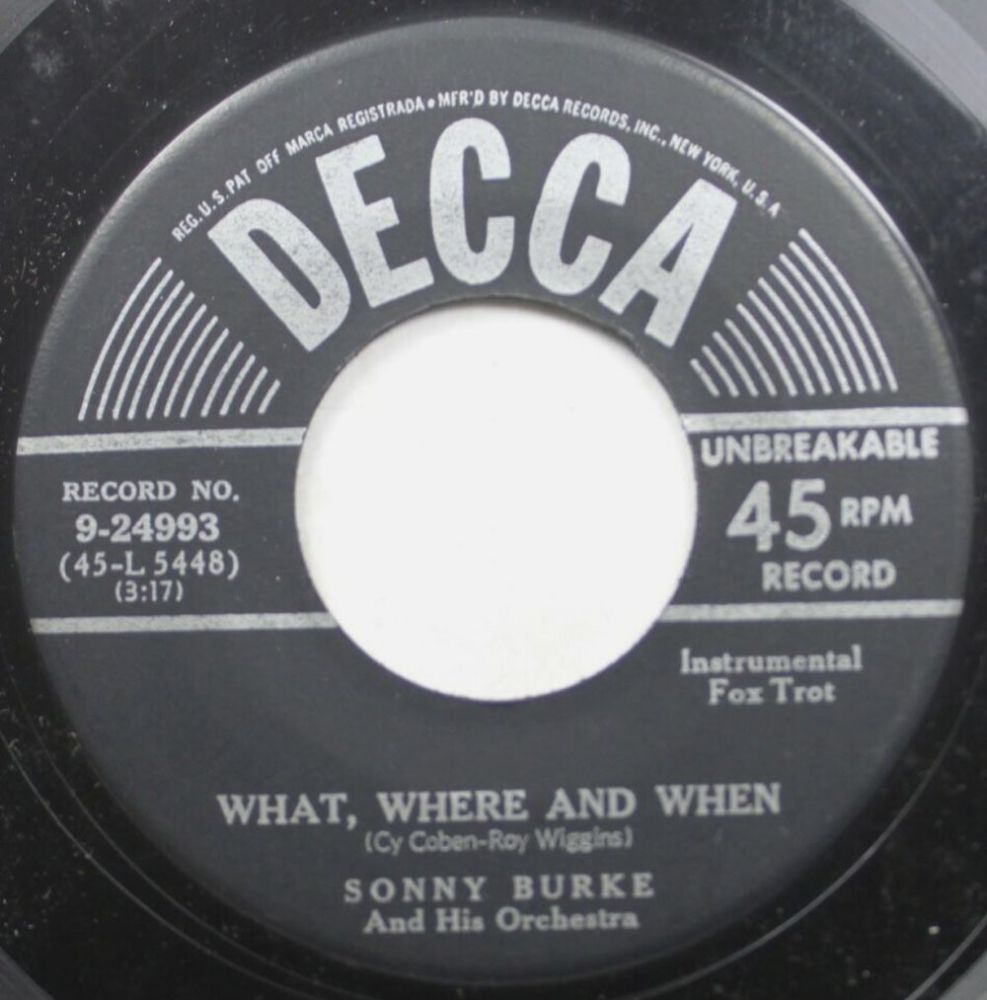 REG. U.S. PAT OFF MARCA REGISTRADA • MFR'D BY DECCA RECORDS, INC., NEW YORK, U.S.A
DECCA
UNBREAKABLE
45 RPM
RECORD
RECORD NO.
9-24993
(45-L 5448)
(3:17)
Instrumental
Fox Trot
WHAT, WHERE AND WHEN
(Cy Coben-Roy Wiggins)
SONNY BURKE
And His Orchestra